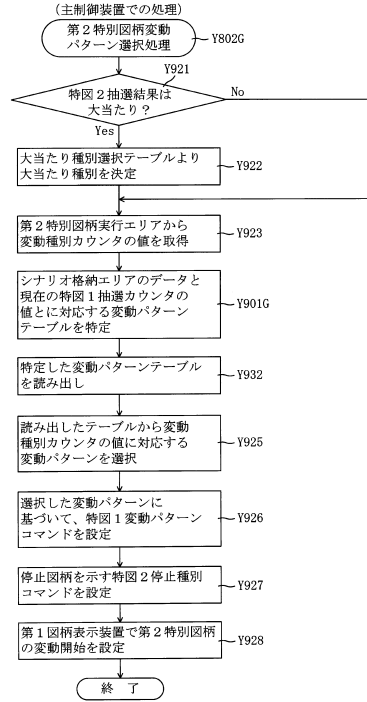 （主制御装置での処理）
第２特別図柄変動
パターン選択処理
Y802G
Y921
特図２抽選結果は
大当たり？
No
Yes
大当たり種別選択テーブルより
大当たり種別を決定
Y922
第２特別図柄実行エリアから
変動種別カウンタの値を取得
Y923
シナリオ格納エリアのデータと
現在の特図１抽選カウンタの
値とに対応する変動パターン
テーブルを特定
Y901G
特定した変動パターンテーブル
を読み出し
Y932
読み出したテーブルから変動
種別カウンタの値に対応する
変動パターンを選択
Y925
選択した変動パターンに
基づいて、特図１変動パターン
コマンドを設定
Y926
停止図柄を示す特図２停止種別
コマンドを設定
Y927
第１図柄表示装置で第２特別図柄
の変動開始を設定
Y928
終 了